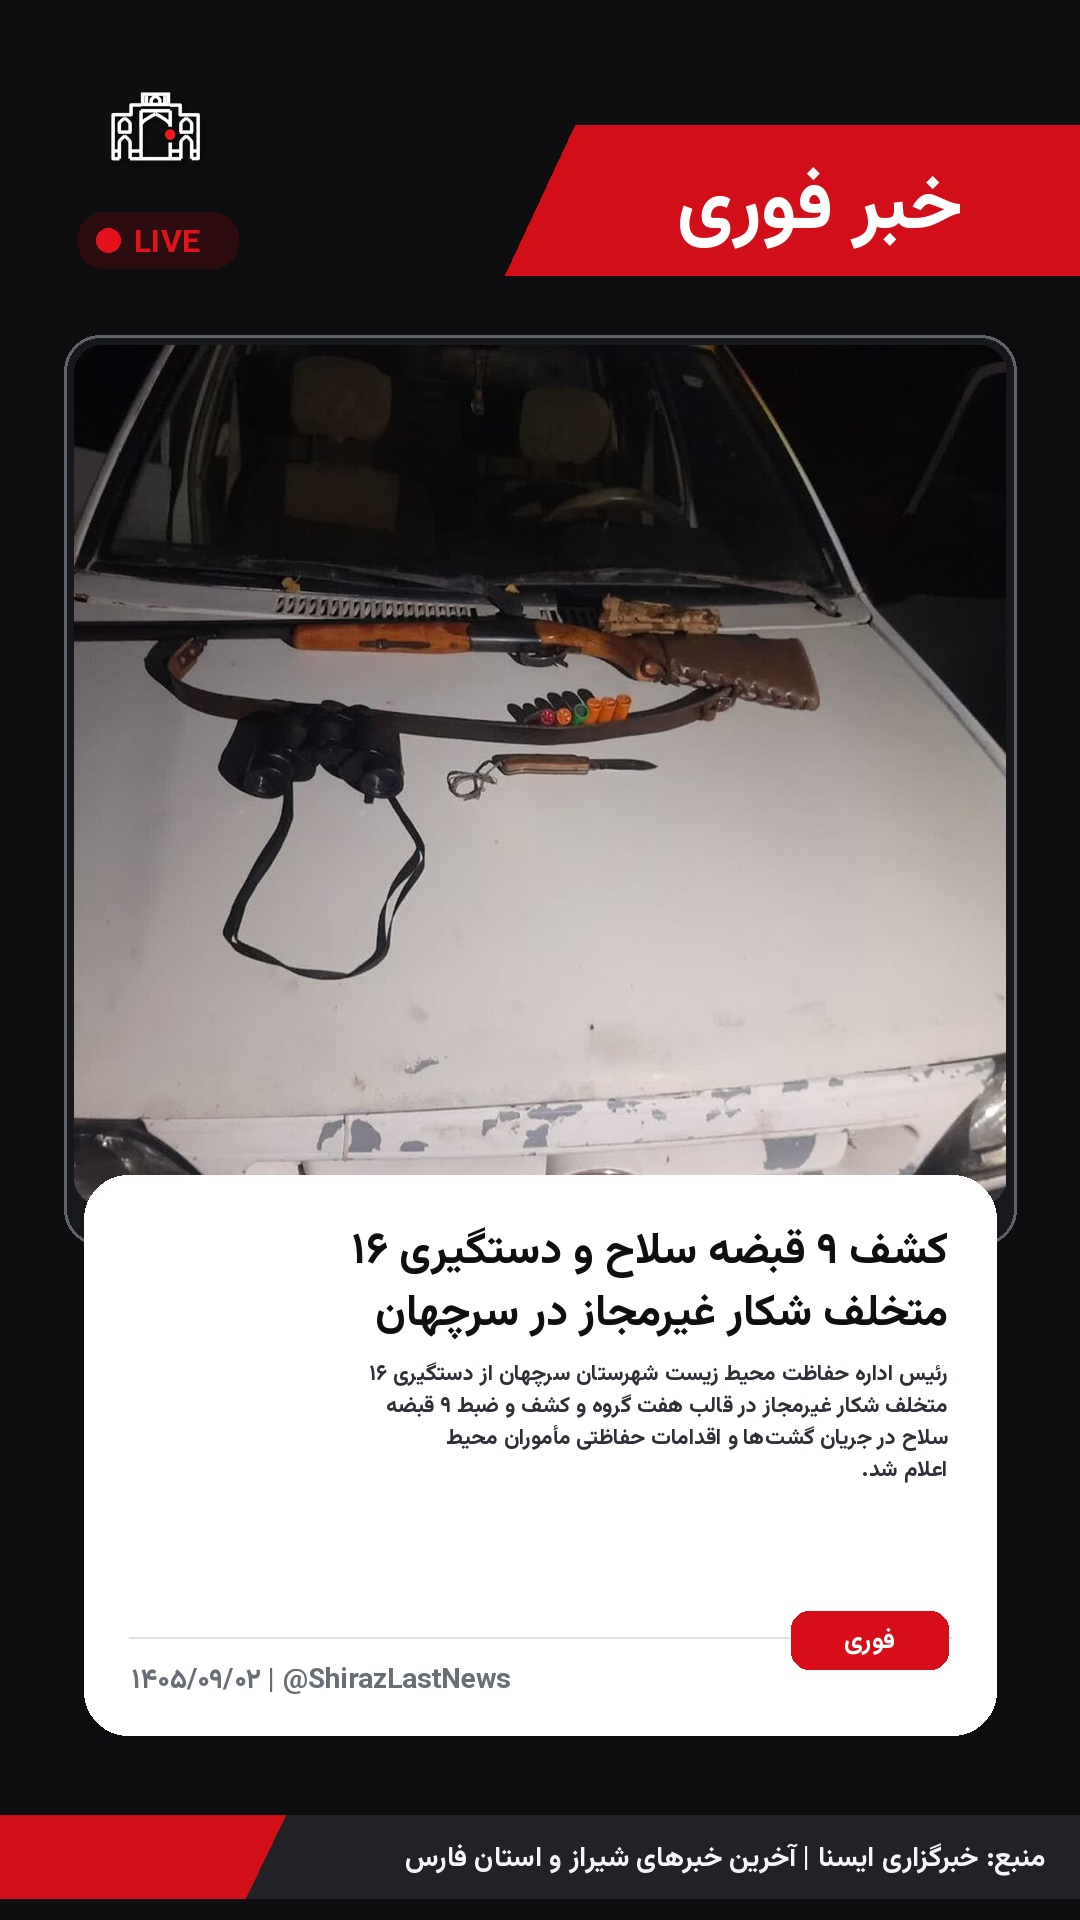 خبر فوری
LIVE
کشف ۹ قبضه سلاح و دستگیری ۱۶
متخلف شکار غیرمجاز در سرچهان
رئیس اداره حفاظت محیط زیست شهرستان سرچهان از دستگیری ۱۶
متخلف شکار غیرمجاز در قالب هفت گروه و کشف و ضبط ۹ قبضه
سلاح در جریان گشت‌ها و اقدامات حفاظتی مأموران محیط
اعلام شد.
فوری
۱۴۰۵/۰۹/۰۲ | @ShirazLastNews
منبع: خبرگزاری ایسنا | آخرین خبرهای شیراز و استان فارس